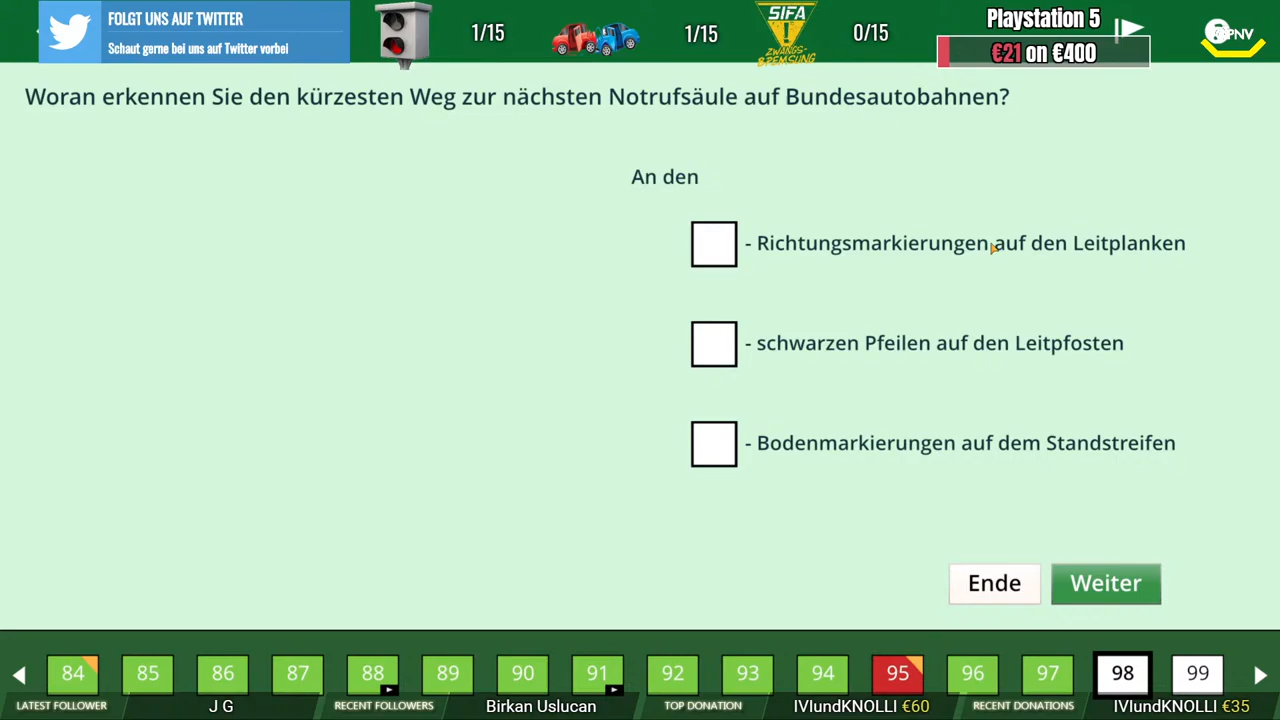 FOLGT UNS AUF TWITTER
Schaut gerne bei uns auf Twitter vorbei
1/15
1/15
SIFA
ZWANGS-
BREMSUNG
0/15
Playstation 5
€21 on €400
ÖPNV
Woran erkennen Sie den kürzesten Weg zur nächsten Notrufsäule auf Bundesautobahnen?
An den
- Richtungsmarkierungen auf den Leitplanken
- schwarzen Pfeilen auf den Leitpfosten
- Bodenmarkierungen auf dem Standstreifen
Ende Weiter
84 85 86 87 88 89 90 91 92 93 94 95 96 97 98 99
LATEST FOLLOWER J G RECENT FOLLOWERS Birkan Uslucan TOP DONATION IVIundKNOLLI €60 RECENT DONATIONS IVIundKNOLLI €35